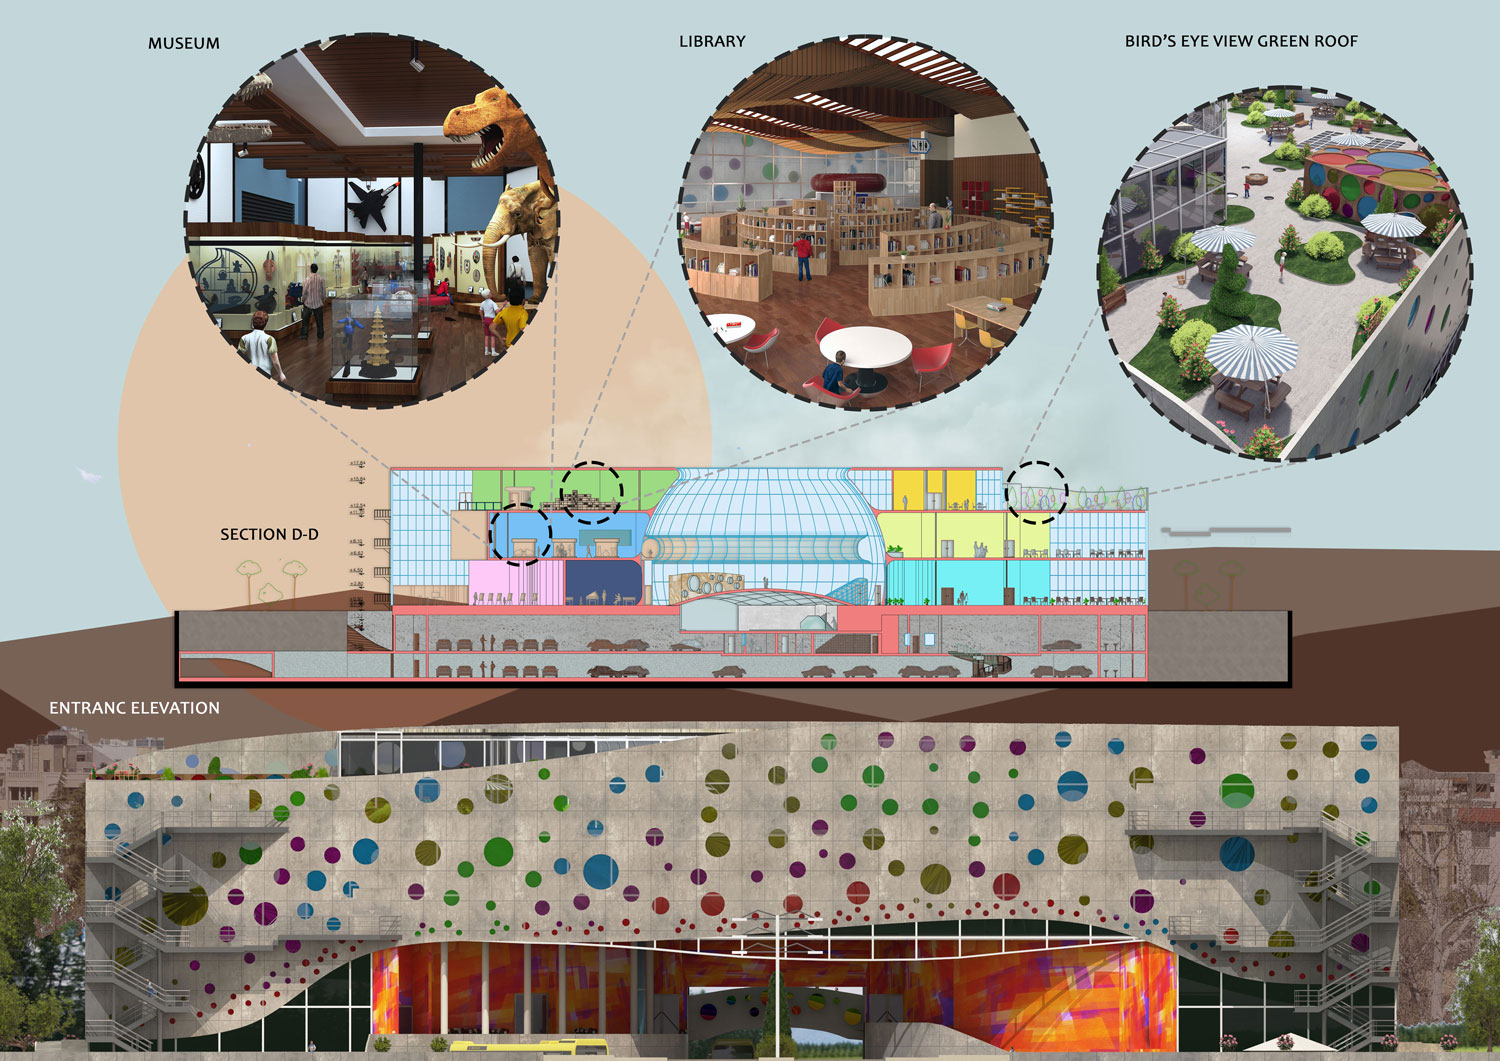 MUSEUM
LIBRARY
BIRD'S EYE VIEW GREEN ROOF
SECTION D-D
ENTRANC ELEVATION